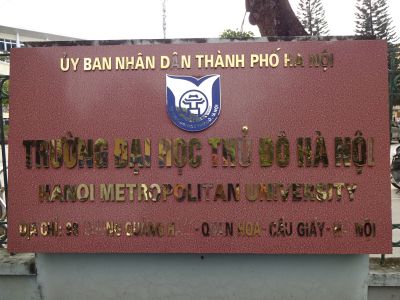 ỦY BAN NHÂN DÂN THÀNH PHỐ HÀ NỘI
TRƯỜNG ĐẠI HỌC THỦ ĐÔ HÀ NỘI
HANOI METROPOLITAN UNIVERSITY
ĐỊA CHỈ: 98 QUẢNG - QUAN HOA - CẦU GIẤY - HÀ NỘI